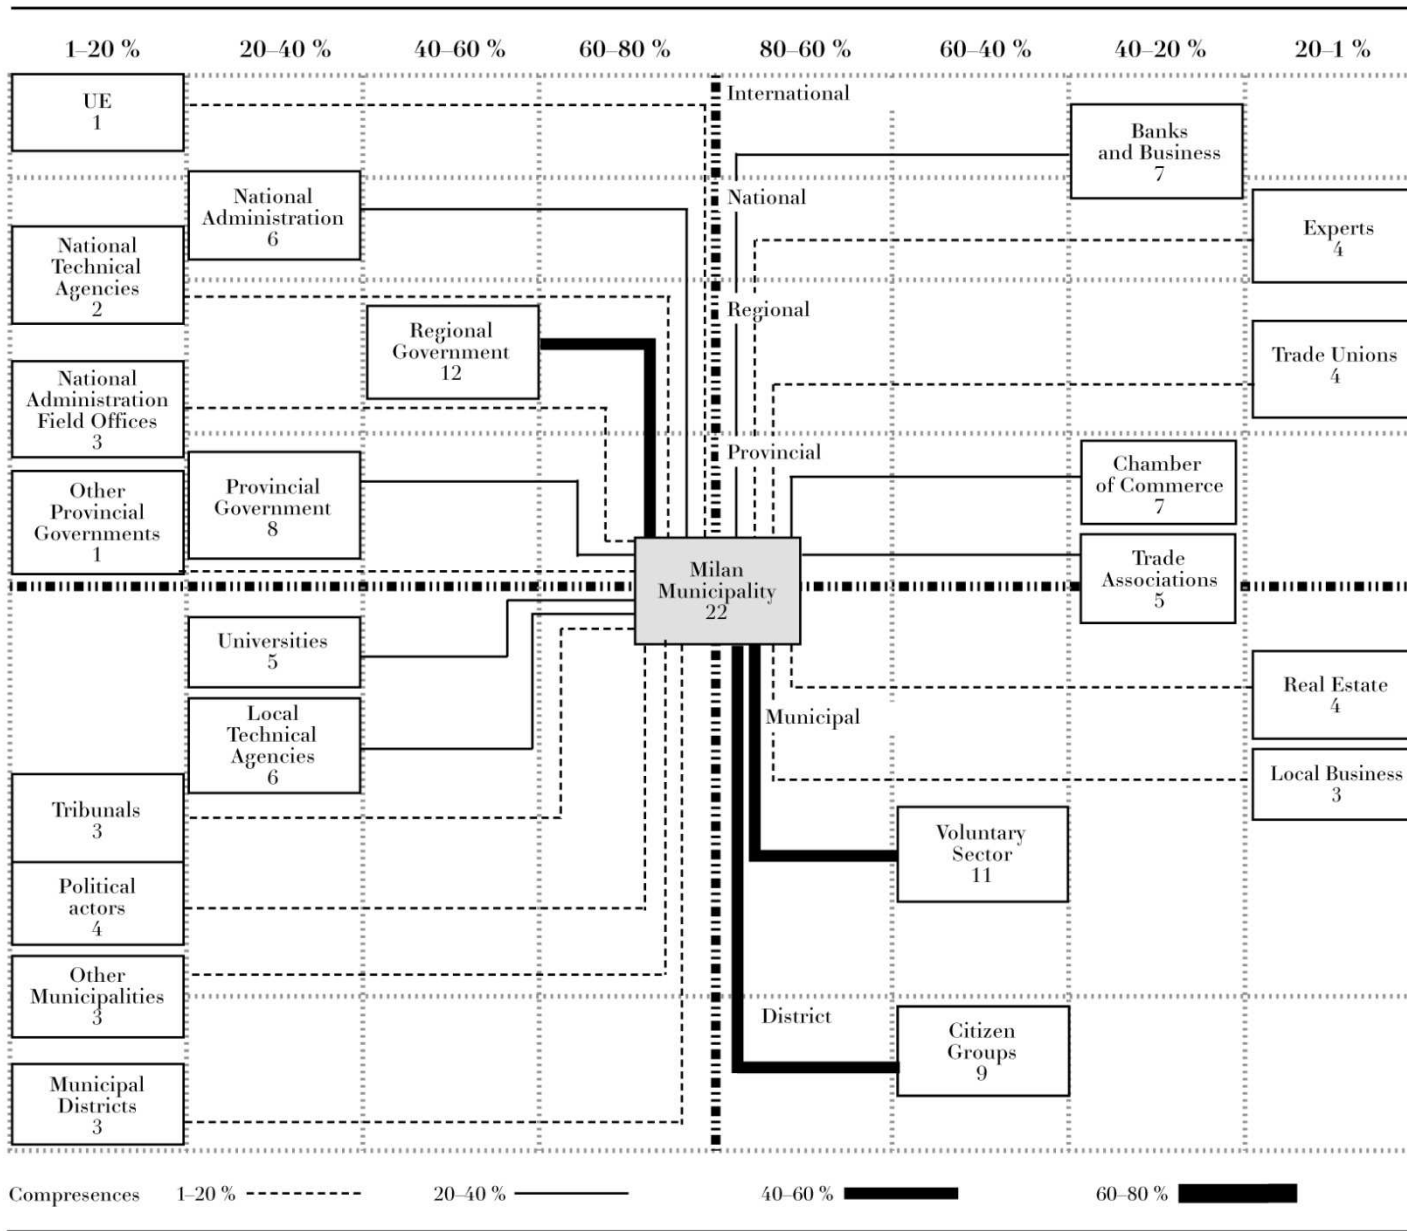 1–20 %
20–40 %
40–60 %
60–80 %
80–60 %
60–40 %
40–20 %
20–1 %
UE
1
International
Banks
and Business
7
National
Administration
6
National
Experts
4
National
Technical
Agencies
2
Regional
Government
12
Regional
Trade Unions
4
National
Administration
Field Offices
3
Provincial
Chamber
of Commerce
7
Other
Provincial
Governments
1
Provincial
Government
8
Milan
Municipality
22
Trade
Associations
5
Universities
5
Real Estate
4
Local
Technical
Agencies
6
Municipal
Local Business
3
Tribunals
3
Voluntary
Sector
11
Political
actors
4
Other
Municipalities
3
District
Citizen
Groups
9
Municipal
Districts
3
Compresences 1–20 % 20–40 % 40–60 % 60–80 %